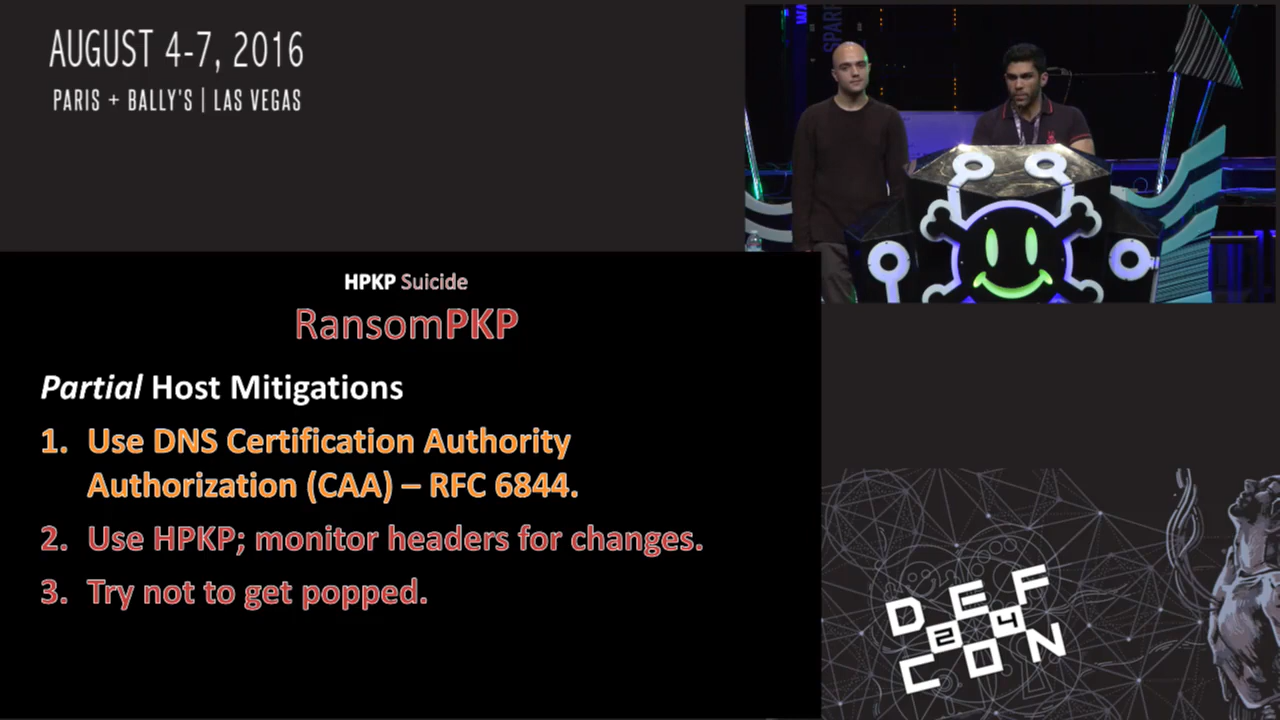 AUGUST 4-7, 2016
PARIS + BALLY'S | LAS VEGAS
SPARK
HPKP Suicide
RansomPKP
Partial Host Mitigations
1. Use DNS Certification Authority
Authorization (CAA) – RFC 6844.
2. Use HPKP; monitor headers for changes.
3. Try not to get popped.
DEF
24
CON